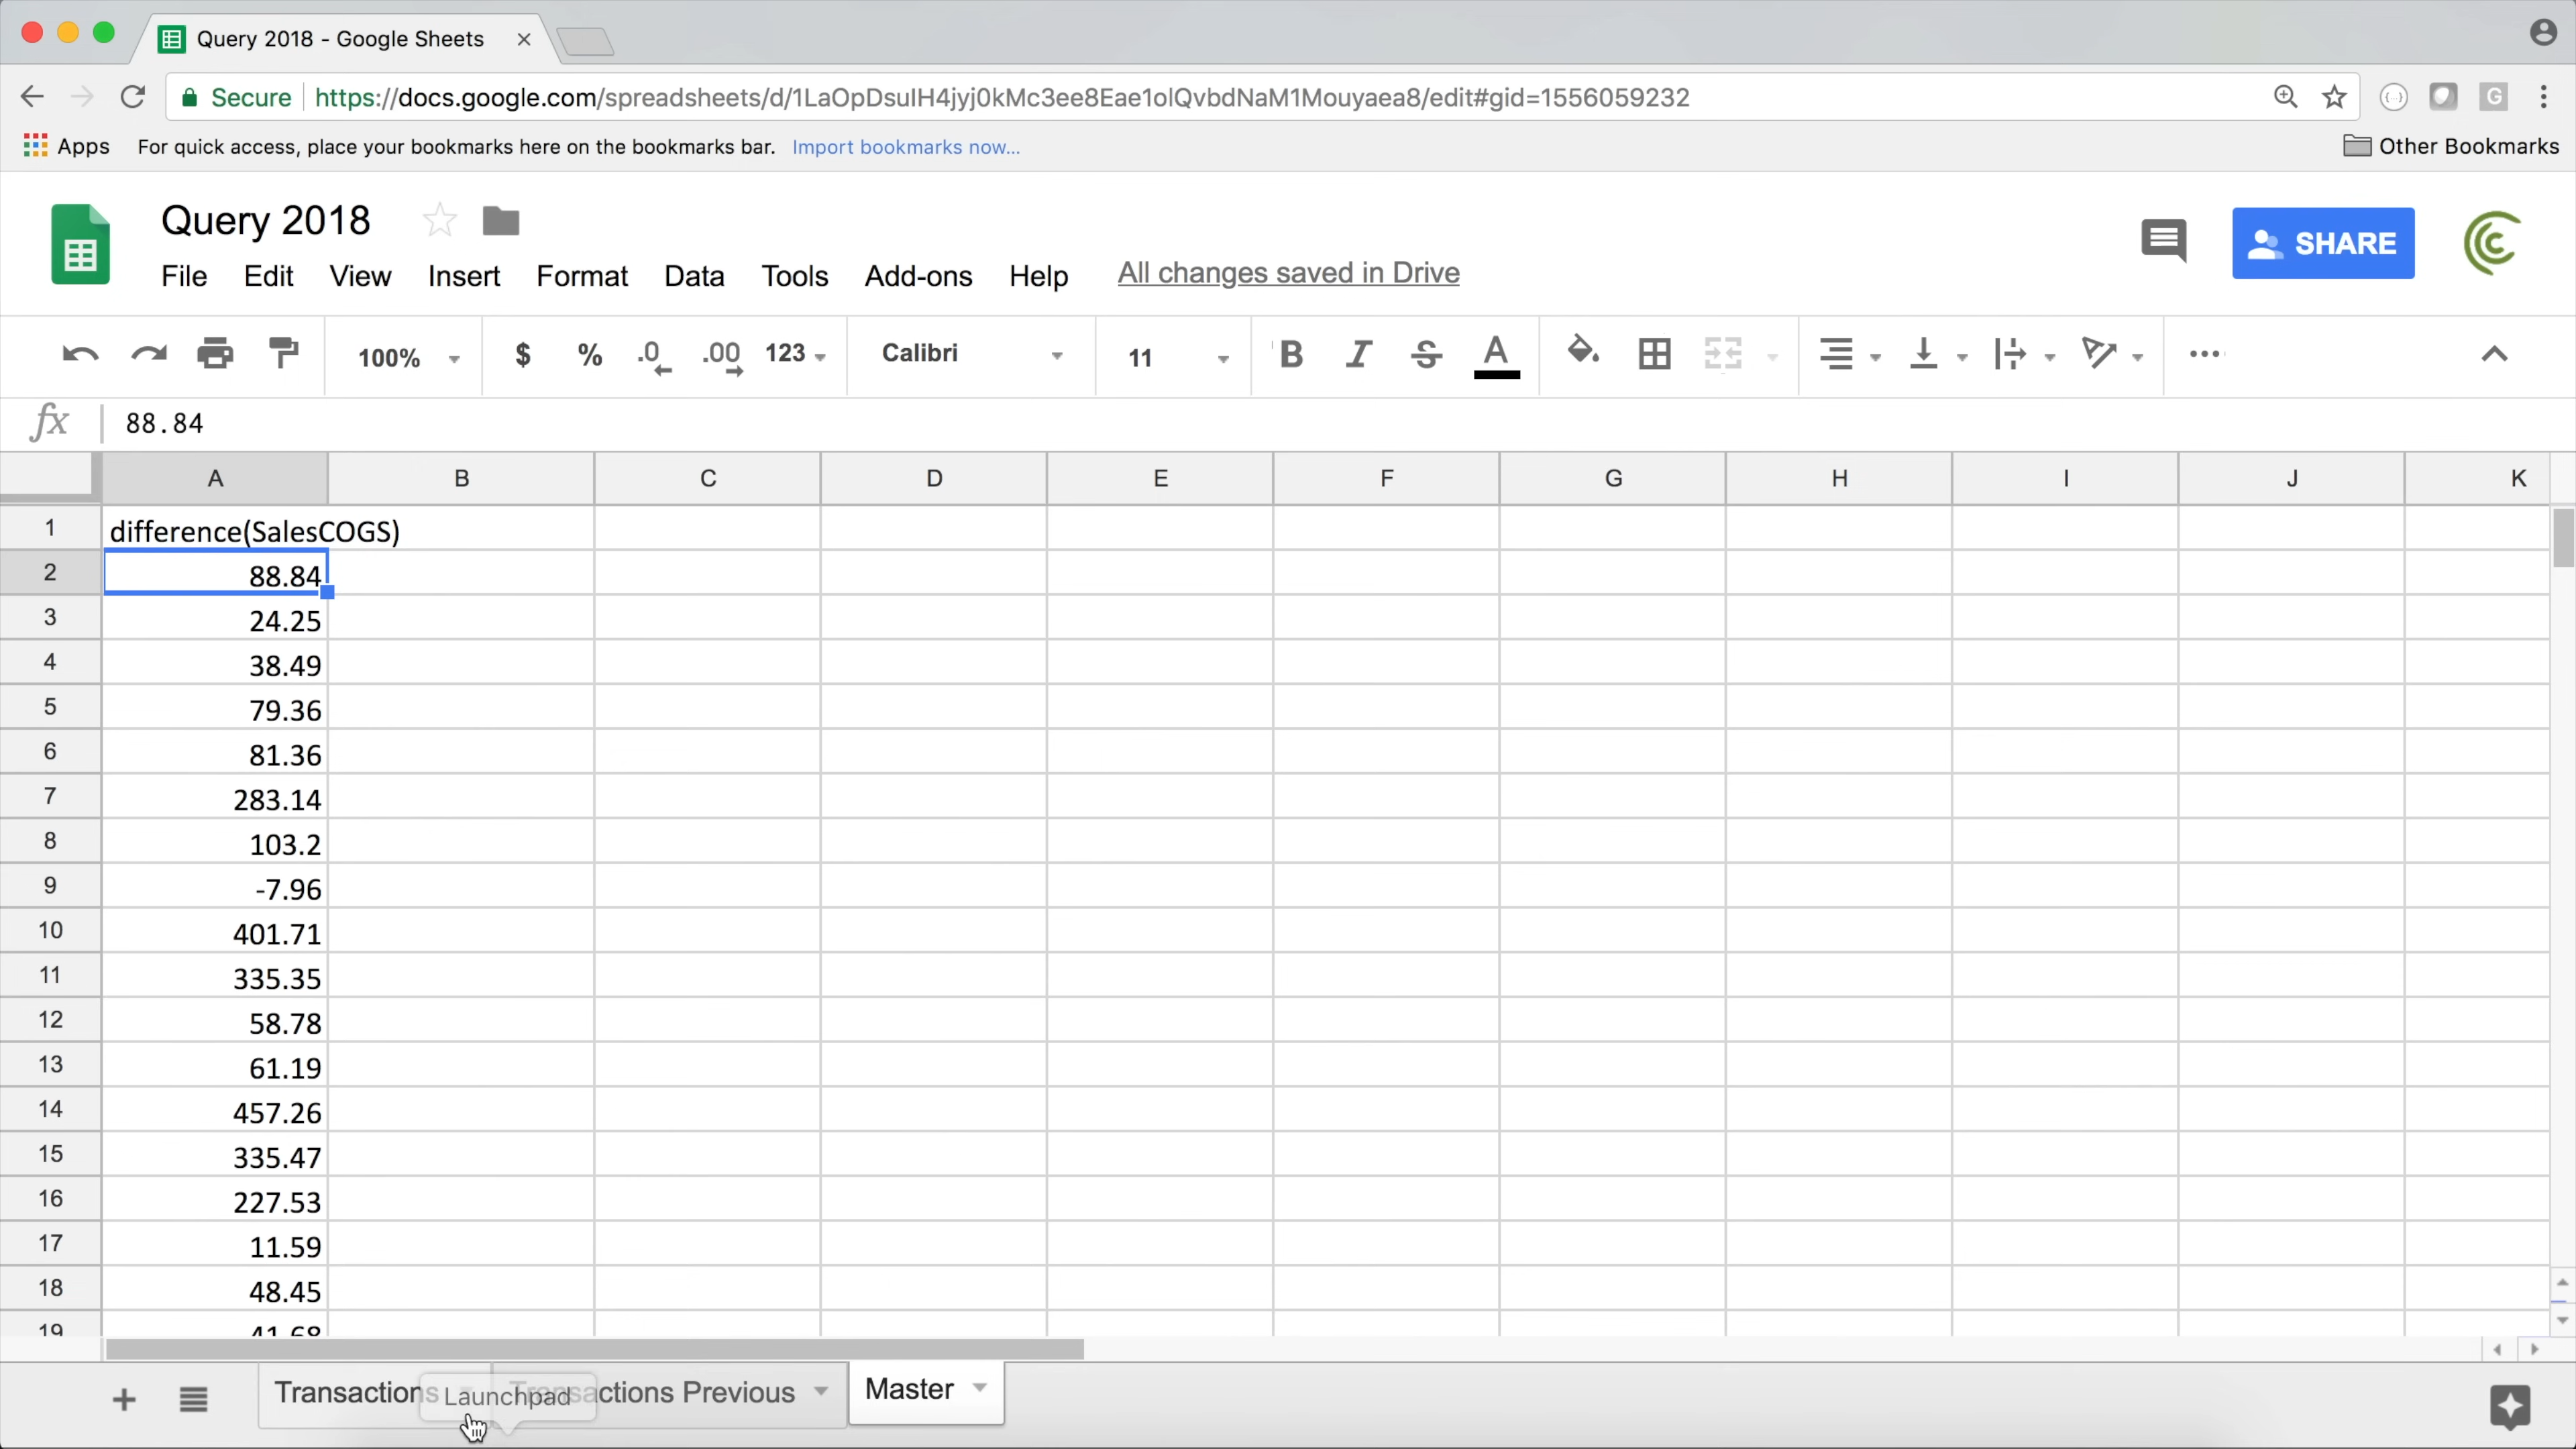 Query 2018 - Google Sheets
Secure https://docs.google.com/spreadsheets/d/1LaOpDsuIH4jyj0kMc3ee8Eae1olQvbdNaM1Mouyaea8/edit#gid=1556059232
Apps For quick access, place your bookmarks here on the bookmarks bar. Import bookmarks now... Other Bookmarks
Query 2018
File Edit View Insert Format Data Tools Add-ons Help All changes saved in Drive
SHARE
100% $ % .0 .00 123 Calibri 11 B I S A
fx 88.84
A B C D E F G H I J K
1 difference(SalesCOGS)
2 88.84
3 24.25
4 38.49
5 79.36
6 81.36
7 283.14
8 103.2
9 -7.96
10 401.71
11 335.35
12 58.78
13 61.19
14 457.26
15 335.47
16 227.53
17 11.59
18 48.45
19 41.68
Transactions Launchpad Transactions Previous Master